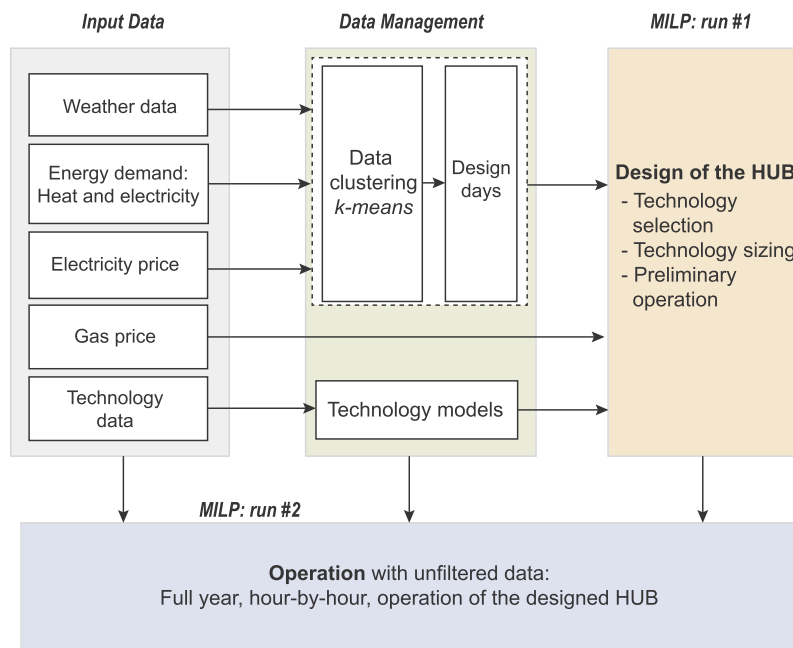 Input Data
Data Management
MILP: run #1
Weather data
Energy demand:
Heat and electricity
Electricity price
Gas price
Technology
data
Data
clustering
k-means
Design
days
Technology models
Design of the HUB
- Technology
selection
- Technology sizing
- Preliminary
operation
MILP: run #2
Operation with unfiltered data:
Full year, hour-by-hour, operation of the designed HUB